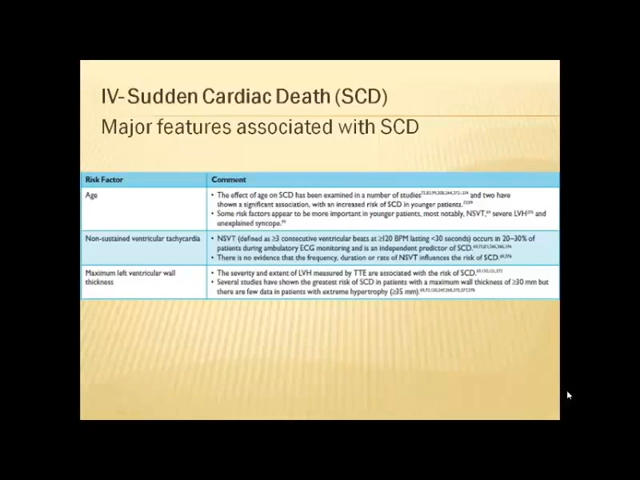 IV- Sudden Cardiac Death (SCD)
Major features associated with SCD
Risk Factor Comment
Age • The effect of age on SCD has been examined in a number of studies and two have
shown a significant association, with an increased risk of SCD in younger patients.
• Some risk factors appear to be more important in younger patients, most notably, NSVT, severe LVH and
unexplained syncope.
Non-sustained ventricular tachycardia • NSVT (defined as ≥3 consecutive ventricular beats at ≥120 BPM lasting <30 seconds) occurs in 20–30% of
patients during ambulatory ECG monitoring and is an independent predictor of SCD.
• There is no evidence that the frequency, duration or rate of NSVT influences the risk of SCD.
Maximum left ventricular wall
thickness
• The severity and extent of LVH measured by TTE are associated with the risk of SCD.
• Several studies have shown the greatest risk of SCD in patients with a maximum wall thickness of ≥30 mm but
there are few data in patients with extreme hypertrophy (≥35 mm).